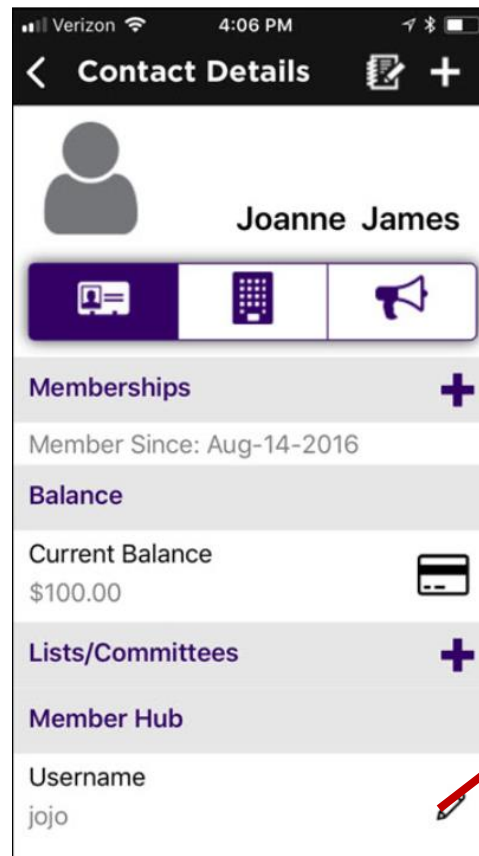 Verizon 4:06 PM
Contact Details
Joanne James
Memberships
Member Since: Aug-14-2016
Balance
Current Balance
$100.00
Lists/Committees
Member Hub
Username
jojo